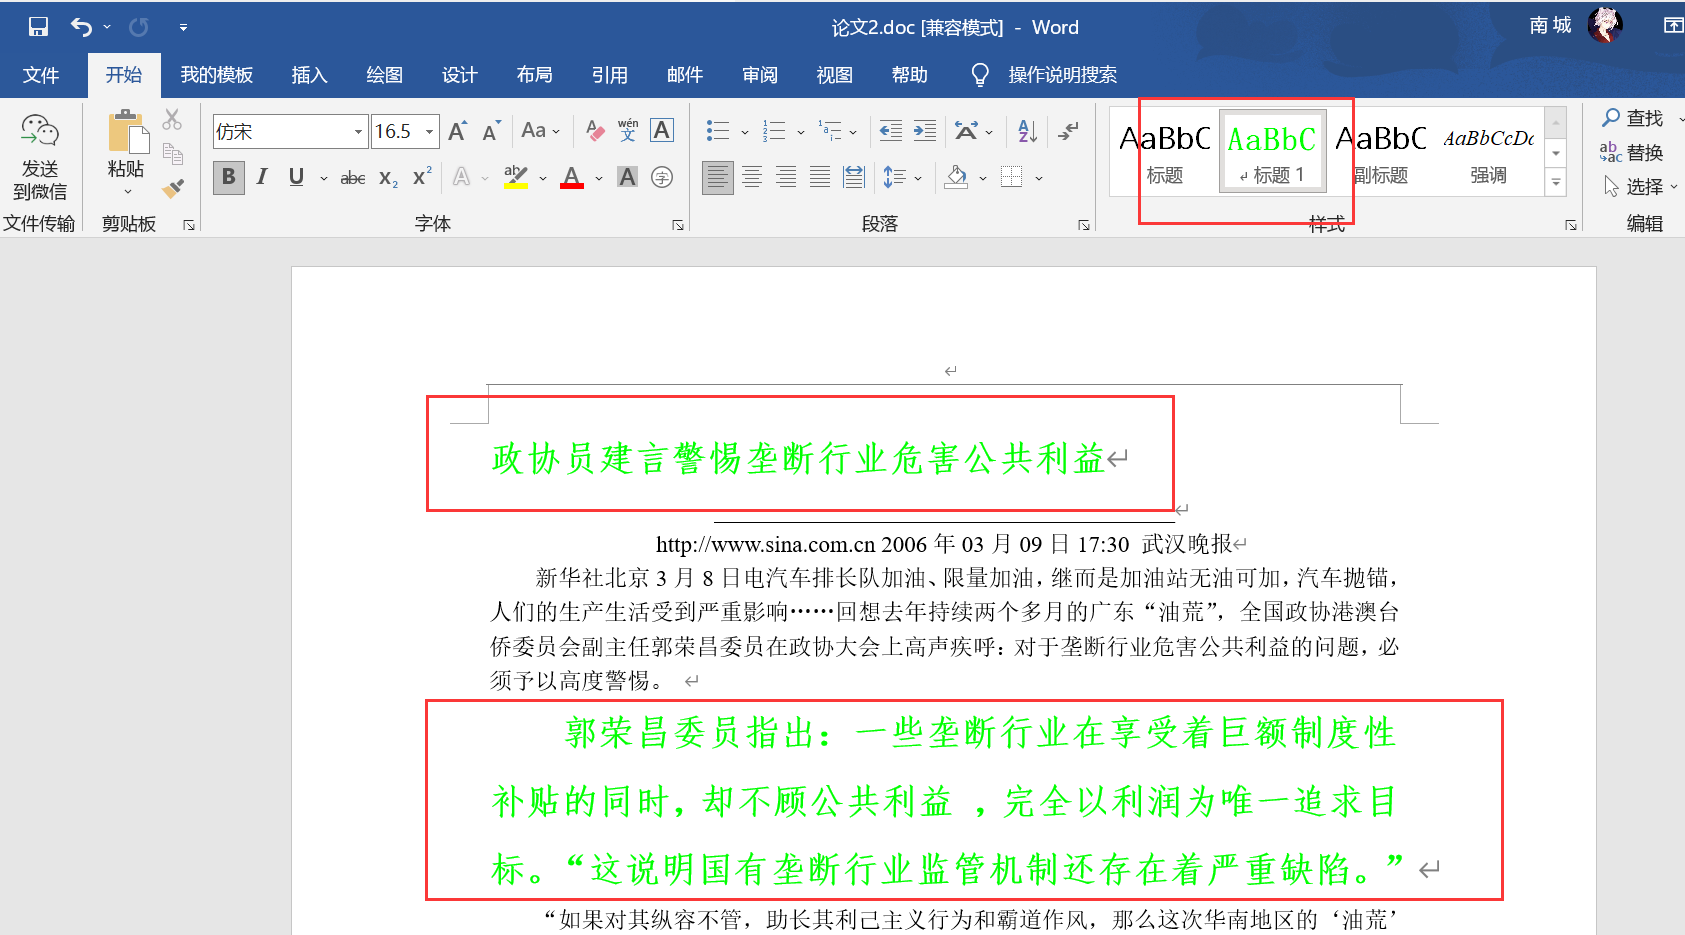 论文2.doc [兼容模式] - Word
南 城
文件 开始 我的模板 插入 绘图 设计 布局 引用 邮件 审阅 视图 帮助 操作说明搜索
发送
到微信
文件传输
粘贴
剪贴板
仿宋 16.5 A A Aa A wén 文 A
B I U abc X₂ X² A ab A A 字
字体
段落
AaBbC AaBbC AaBbC AaBbCcDc
标题 ↵ 标题 1 副标题 强调
样式
查找
替换
选择
编辑
政协员建言警惕垄断行业危害公共利益↵
http://www.sina.com.cn 2006 年 03 月 09 日 17:30 武汉晚报↵
新华社北京 3 月 8 日电汽车排长队加油、限量加油，继而是加油站无油可加，汽车抛锚，
人们的生产生活受到严重影响……回想去年持续两个多月的广东“油荒”，全国政协港澳台
侨委员会副主任郭荣昌委员在政协大会上高声疾呼：对于垄断行业危害公共利益的问题，必
须予以高度警惕。 ↵
郭荣昌委员指出：一些垄断行业在享受着巨额制度性
补贴的同时，却不顾公共利益 ，完全以利润为唯一追求目
标。“这说明国有垄断行业监管机制还存在着严重缺陷。”↵
“如果对其纵容不管，助长其利己主义行为和霸道作风，那么这次华南地区的‘油荒’